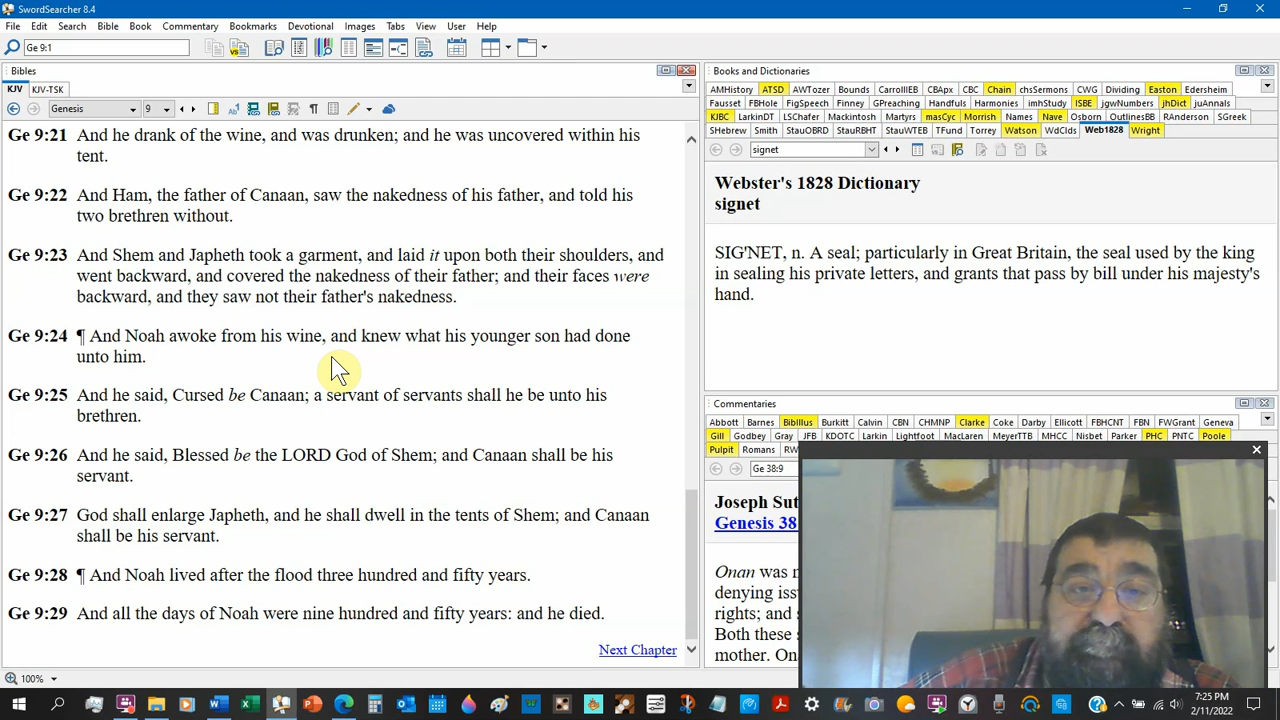 SwordSearcher 8.4
File Edit Search Bible Book Commentary Bookmarks Devotional Images Tabs View User Help
Ge 9:1
Bibles
KJV KJV-TSK
Genesis 9
Ge 9:21 And he drank of the wine, and was drunken; and he was uncovered within his
tent.
Ge 9:22 And Ham, the father of Canaan, saw the nakedness of his father, and told his
two brethren without.
Ge 9:23 And Shem and Japheth took a garment, and laid it upon both their shoulders, and
went backward, and covered the nakedness of their father; and their faces were
backward, and they saw not their father's nakedness.
Ge 9:24 ¶ And Noah awoke from his wine, and knew what his younger son had done
unto him.
Ge 9:25 And he said, Cursed be Canaan; a servant of servants shall he be unto his
brethren.
Ge 9:26 And he said, Blessed be the LORD God of Shem; and Canaan shall be his
servant.
Ge 9:27 God shall enlarge Japheth, and he shall dwell in the tents of Shem; and Canaan
shall be his servant.
Ge 9:28 ¶ And Noah lived after the flood three hundred and fifty years.
Ge 9:29 And all the days of Noah were nine hundred and fifty years: and he died.
Next Chapter
100%
Books and Dictionaries
AMHistory ATSD AWTozer Bounds CarrollIEB CBApx CBC Chain chsSermons CWG Dividing Easton Edersheim
Fausset FBHole FigSpeech Finney GPreaching Handfuls Harmonies imhStudy ISBE jgwNumbers jhDict juAnnals
KJBC LarkinDT LSChafer Mackintosh Martyrs masCyc Morrish Names Nave Osborn OutlinesBB RAnderson SGreek
SHebrew Smith StauOBRD StauRBHT StauWTEB TFund Torrey Watson WdClds Web1828 Wright
signet
Webster's 1828 Dictionary
signet
SIG'NET, n. A seal; particularly in Great Britain, the seal used by the king
in sealing his private letters, and grants that pass by bill under his majesty's
hand.
Commentaries
Abbott Barnes BibIllus Burkitt Calvin CBN CHMNP Clarke Coke Darby Ellicott FBHCNT FBN FWGrant Geneva
Gill Godbey Gray JFB KDOTC Larkin Lightfoot MacLaren MeyerTTB MHCC Nisbet Parker PHC PNTC Poole
Pulpit Romans
Ge 38:9
Joseph Sut
Genesis 38
Onan was
denying issu
rights; and s
Both these s
mother. On
7:25 PM
2/11/2022